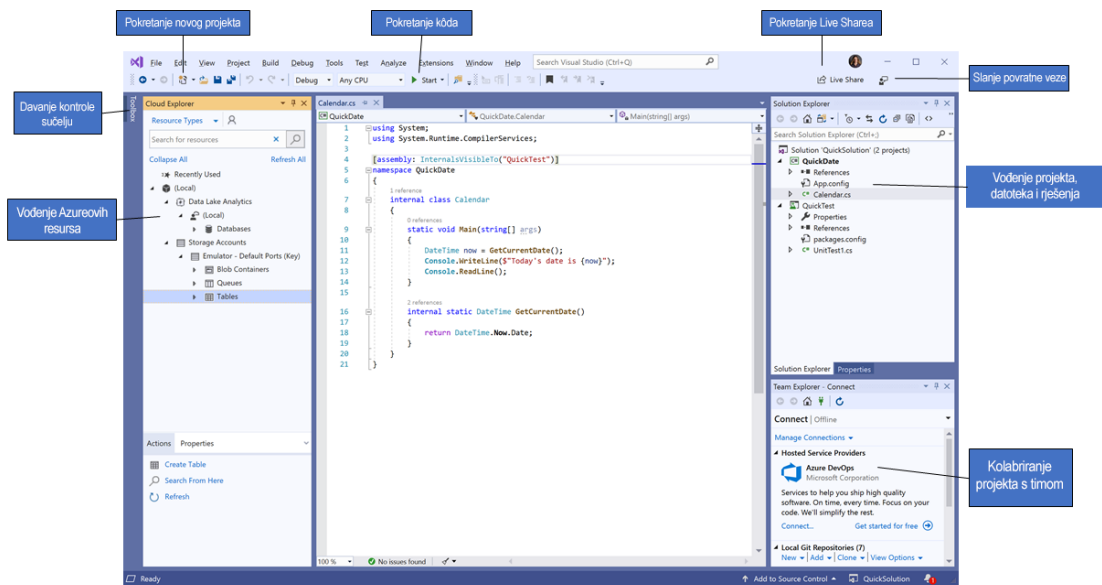 Pokretanje novog projekta
Pokretanje kôda
Pokretanje Live Sharea
File Edit View Project Build Debug Tools Test Analyze Extensions Window Help Search Visual Studio (Ctrl+Q)
Debug Any CPU Start Live Share
Slanje povratne veze
Davanje kontrole
sučelju
Toolbox
Cloud Explorer
Resource Types
Search for resources
Collapse All Refresh All
Recently Used
(Local)
Data Lake Analytics
(Local)
Databases
Storage Accounts
Emulator - Default Ports (Key)
Blob Containers
Queues
Tables
Vođenje Azureovih
resursa
Actions Properties
Create Table
Search From Here
Refresh
Calendar.cs
QuickDate QuickDate.Calendar Main(string[] args)
1 using System;
2 using System.Runtime.CompilerServices;
3
4 [assembly: InternalsVisibleTo("QuickTest")]
5 namespace QuickDate
6 {
1 reference
7 internal class Calendar
8 {
0 references
9 static void Main(string[] args)
10 {
11 DateTime now = GetCurrentDate();
12 Console.WriteLine($"Today's date is {now}");
13 Console.ReadLine();
14 }
15
2 references
16 internal static DateTime GetCurrentDate()
17 {
18 return DateTime.Now.Date;
19 }
20 }
21 }
100 % No issues found
Solution Explorer
Search Solution Explorer (Ctrl+;)
Solution 'QuickSolution' (2 projects)
QuickDate
References
App.config
Calendar.cs
QuickTest
Properties
References
packages.config
UnitTest1.cs
Solution Explorer Properties
Vođenje projekta,
datoteka i rješenja
Team Explorer - Connect
Connect | Offline
Manage Connections
Hosted Service Providers
Azure DevOps
Microsoft Corporation
Services to help you ship high quality
software. On time, every time. Focus on your
code. We'll simplify the rest.
Connect... Get started for free
Local Git Repositories (7)
New | Add | Clone | View Options
Kolabriranje
projekta s timom
Ready Add to Source Control QuickSolution 1